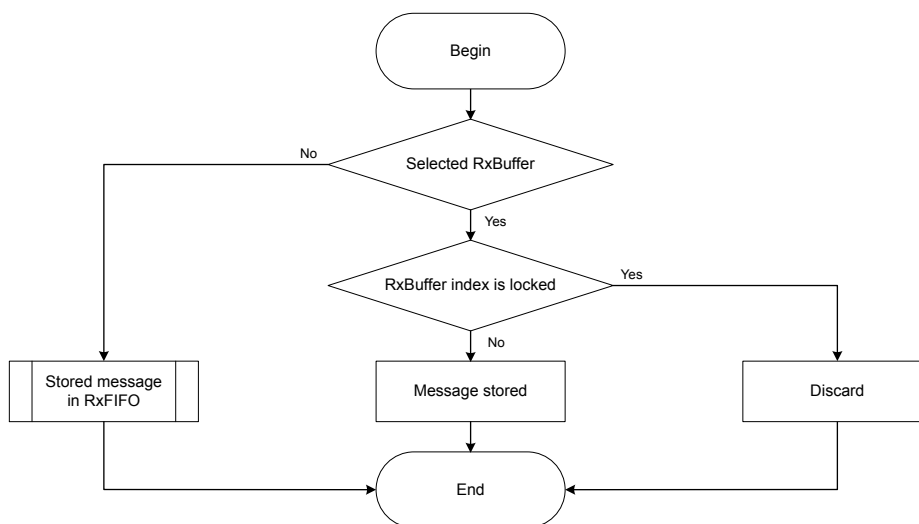 Begin
No
Selected RxBuffer
Yes
RxBuffer index is locked
Yes
No
Stored message
in RxFIFO
Message stored
Discard
End